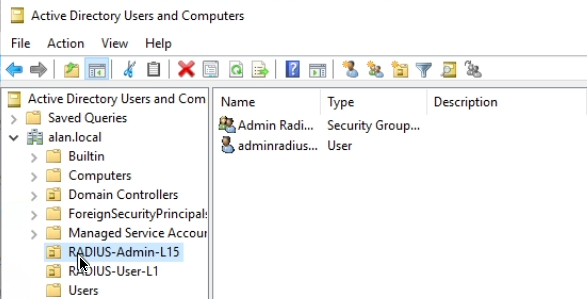 Active Directory Users and Computers
File Action View Help
Active Directory Users and Com
Saved Queries
alan.local
Builtin
Computers
Domain Controllers
ForeignSecurityPrincipals
Managed Service Accour
RADIUS-Admin-L15
RADIUS-User-L1
Users
Name Type Description
Admin Radi... Security Group...
adminradius... User